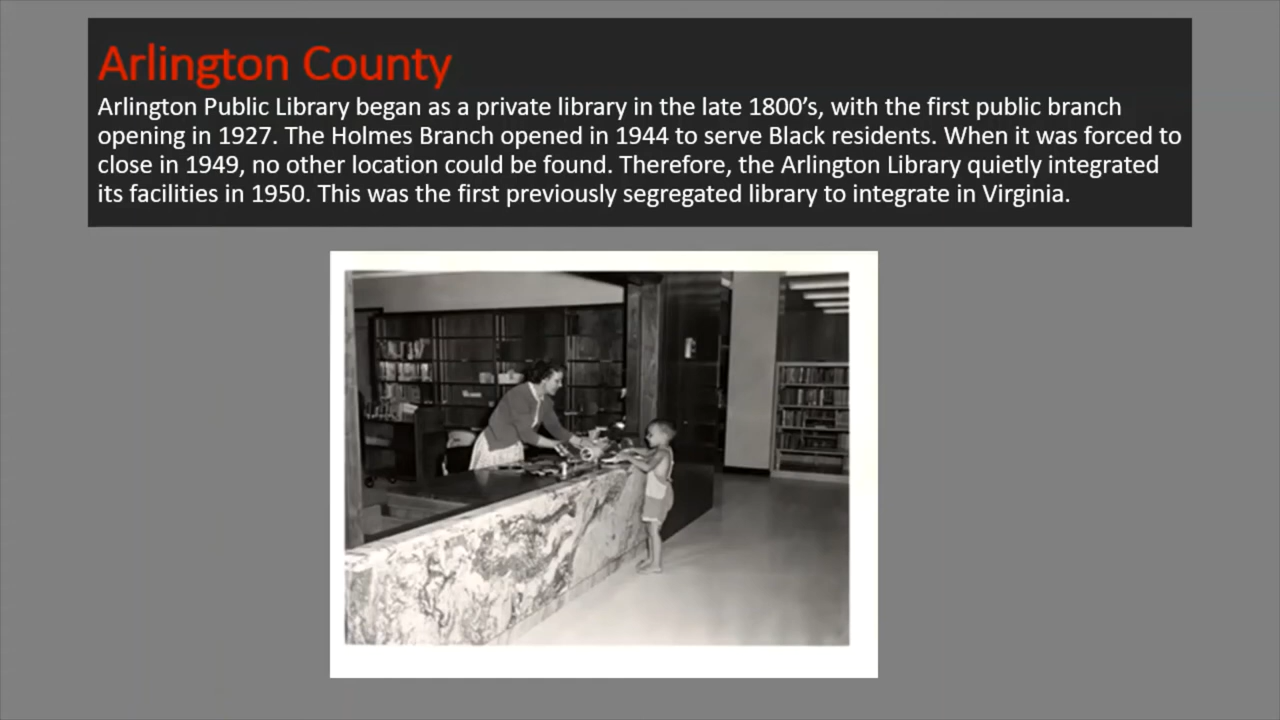 Arlington County
Arlington Public Library began as a private library in the late 1800’s, with the first public branch
opening in 1927. The Holmes Branch opened in 1944 to serve Black residents. When it was forced to
close in 1949, no other location could be found. Therefore, the Arlington Library quietly integrated
its facilities in 1950. This was the first previously segregated library to integrate in Virginia.